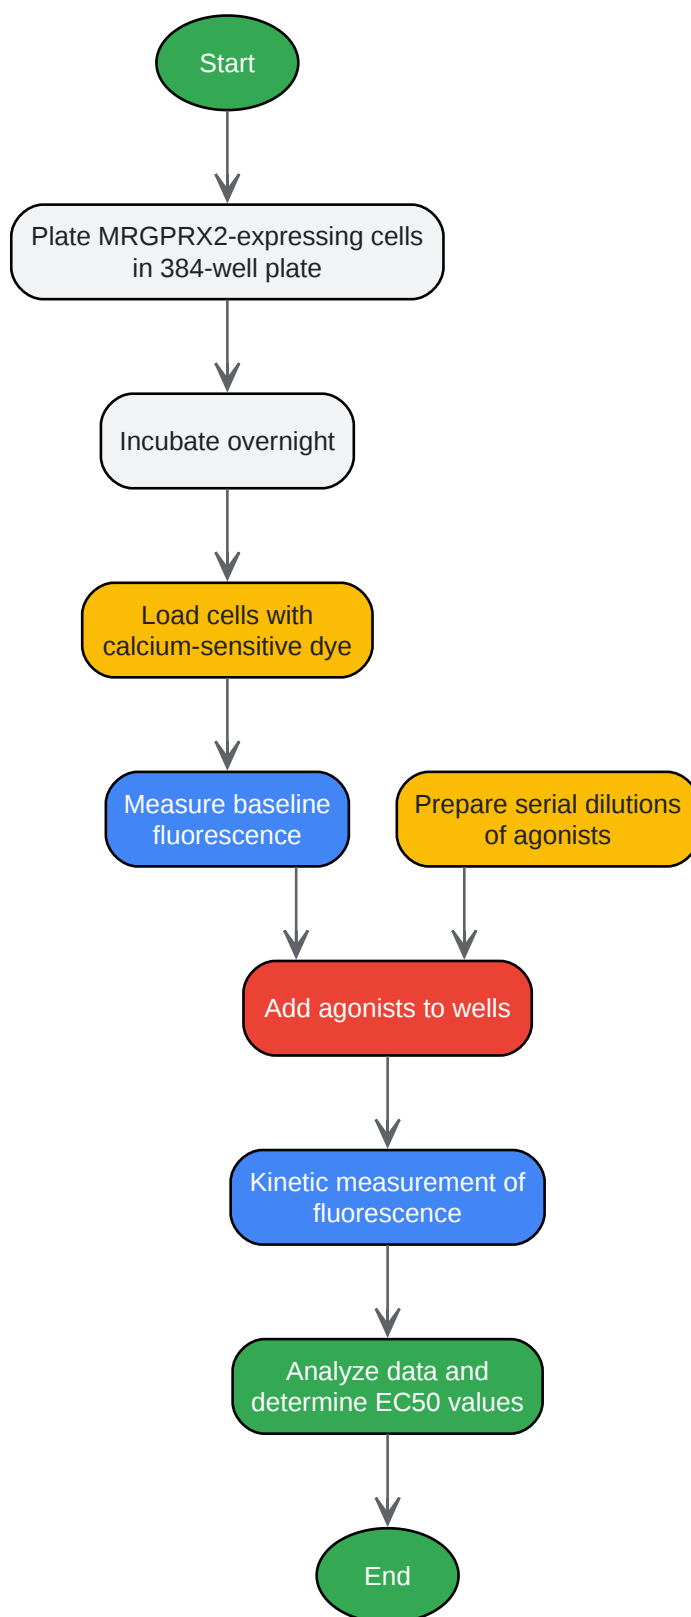 Start
Plate MRGPRX2-expressing cells
in 384-well plate
Incubate overnight
Load cells with
calcium-sensitive dye
Measure baseline
fluorescence
Prepare serial dilutions
of agonists
Add agonists to wells
Kinetic measurement of
fluorescence
Analyze data and
determine EC50 values
End